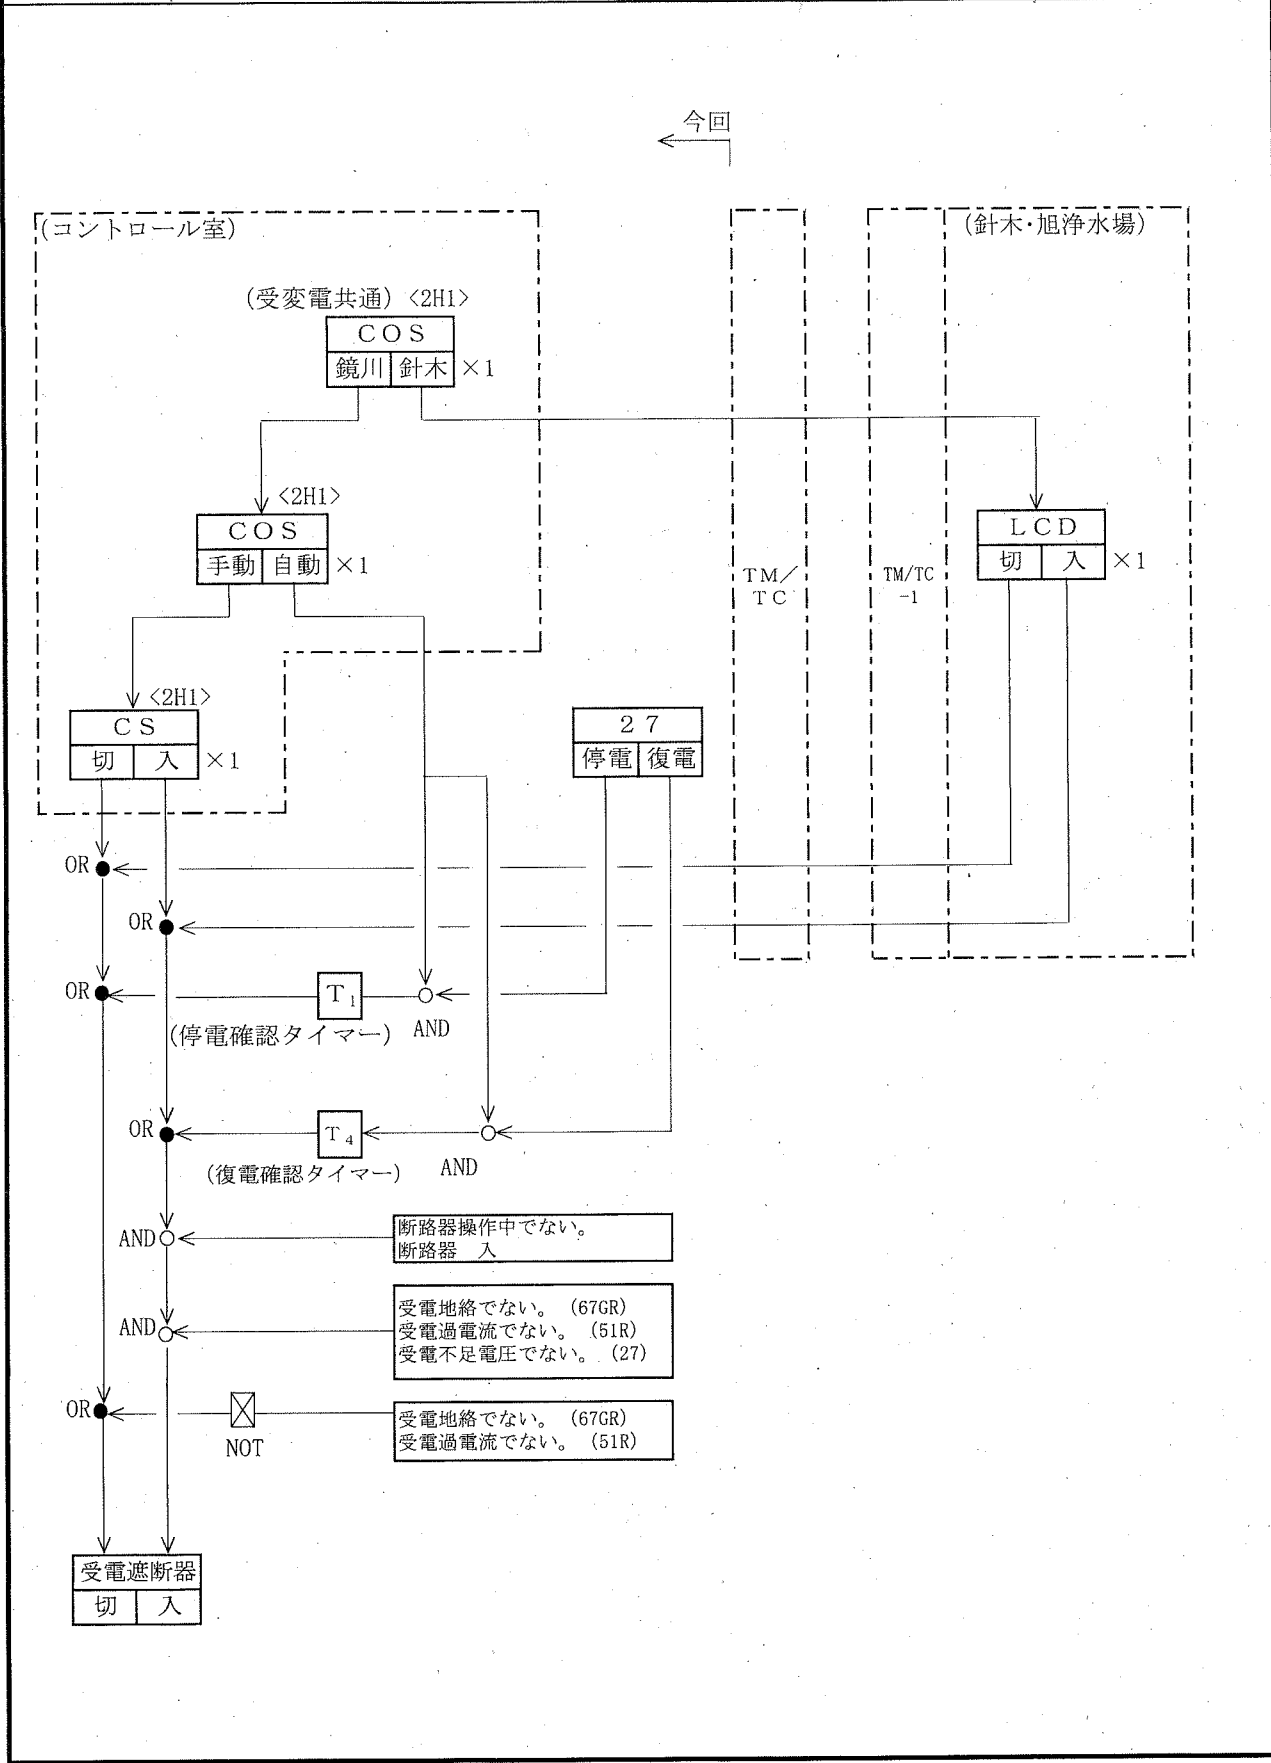 今回
(コントロール室)
(針木・旭浄水場)
(受変電共通) <2H1>
COS
鏡川 針木 ×1
<2H1>
COS
手動 自動 ×1
LCD
切 入 ×1
TM/
TC
TM/TC
-1
<2H1>
CS
切 入 ×1
27
停電 復電
OR
OR
OR
T₁
(停電確認タイマー)
AND
OR
T₄
(復電確認タイマー)
AND
AND
断路器操作中でない。
断路器 入
AND
受電地絡でない。 (67GR)
受電過電流でない。 (51R)
受電不足電圧でない。 (27)
OR
NOT
受電地絡でない。 (67GR)
受電過電流でない。 (51R)
受電遮断器
切 入